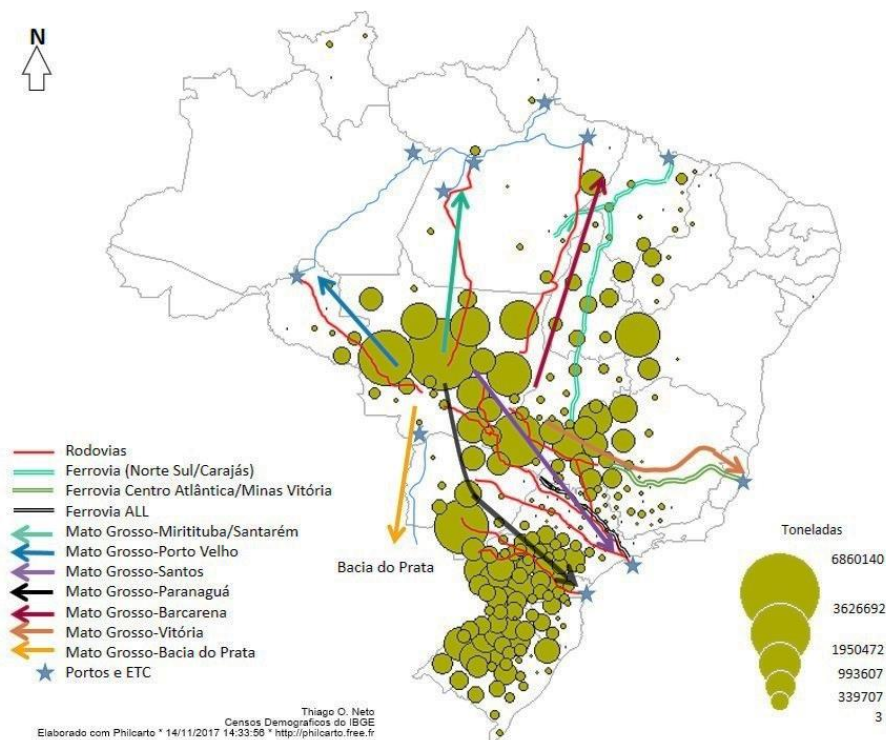 N
Rodovias
Ferrovia (Norte Sul/Carajás)
Ferrovia Centro Atlântica/Minas Vitória
Ferrovia ALL
Mato Grosso-Miritituba/Santarém
Mato Grosso-Porto Velho
Mato Grosso-Santos
Mato Grosso-Paranaguá
Mato Grosso-Barcarena
Mato Grosso-Vitória
Mato Grosso-Bacia do Prata
Portos e ETC
Bacia do Prata
Toneladas
6860140
3626692
1950472
993607
339707
3
Thiago O. Neto
Censos Demograficos do IBGE
Elaborado com Philcarto * 14/11/2017 14:33:56 * http://philcarto.free.fr